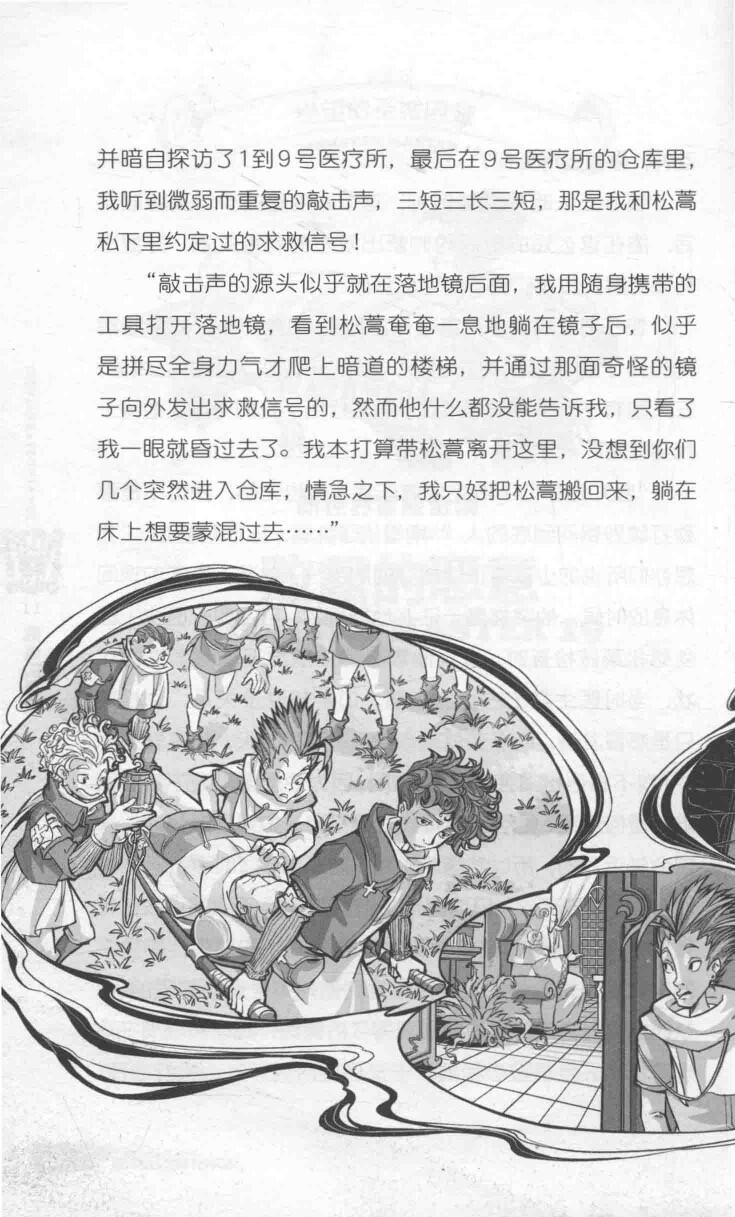 并暗自探访了1到9号医疗所，最后在9号医疗所的仓库里，
我听到微弱而重复的敲击声，三短三长三短，那是我和松蒿
私下里约定过的求救信号！
“敲击声的源头似乎就在落地镜后面，我用随身携带的
工具打开落地镜，看到松蒿奄奄一息地躺在镜子后，似乎
是拼尽全身力气才爬上暗道的楼梯，并通过那面奇怪的镜
子向外发出求救信号的，然而他什么都没能告诉我，只看了
我一眼就昏过去了。我本打算带松蒿离开这里，没想到你们
几个突然进入仓库，情急之下，我只好把松蒿搬回来，躺在
床上想要蒙混过去……”